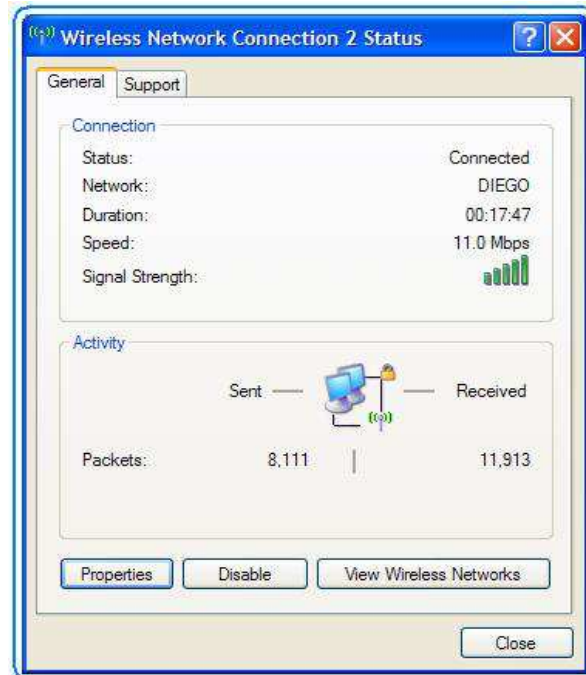 Wireless Network Connection 2 Status
General Support
Connection
Status: Connected
Network: DIEGO
Duration: 00:17:47
Speed: 11.0 Mbps
Signal Strength:
Activity
Sent Received
Packets: 8,111 11,913
Properties Disable View Wireless Networks
Close